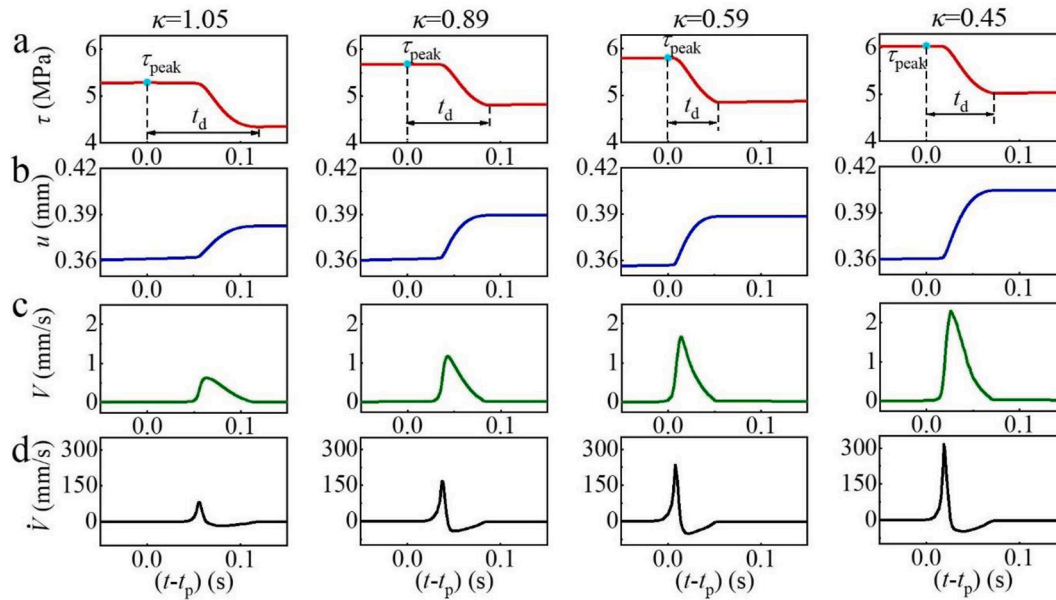 κ=1.05 κ=0.89 κ=0.59 κ=0.45
a
τ (MPa)
6 5 4
τpeak
td
0.0 0.1
6 5 4
τpeak
td
0.0 0.1
6 5 4
τpeak
td
0.0 0.1
6 5 4
τpeak
td
0.0 0.1
b
u (mm)
0.42 0.39 0.36
0.0 0.1
0.42 0.39 0.36
0.0 0.1
0.42 0.39 0.36
0.0 0.1
0.42 0.39 0.36
0.0 0.1
c
V (mm/s)
2 1 0
0.0 0.1
2 1 0
0.0 0.1
2 1 0
0.0 0.1
2 1 0
0.0 0.1
d
V̇ (mm/s)
300 150 0
0.0 0.1
(t-tp) (s)
300 150 0
0.0 0.1
(t-tp) (s)
300 150 0
0.0 0.1
(t-tp) (s)
300 150 0
0.0 0.1
(t-tp) (s)